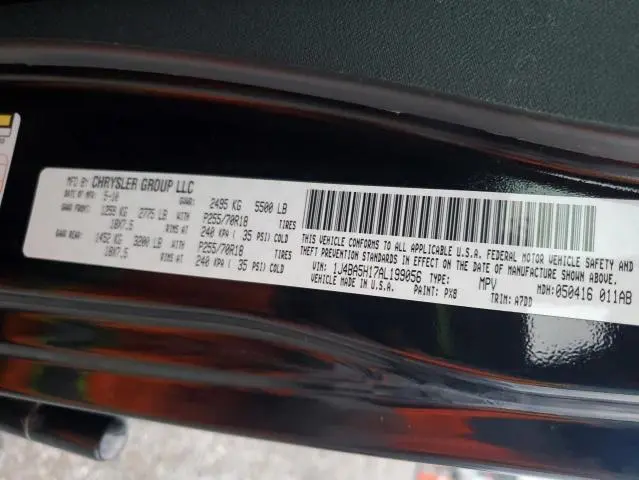 MFD BY: CHRYSLER GROUP LLC
DATE OF MFR: 5-10 GVWR: 2495 KG 5500 LB
GAWR FRONT: 1259 KG 2775 LB WITH P255/70R18 TIRES
18X7.5 RIMS AT 240 KPA ( 35 PSI) COLD
GAWR REAR: 1452 KG 3200 LB WITH P255/70R18 TIRES
18X7.5 RIMS AT 240 KPA ( 35 PSI) COLD
THIS VEHICLE CONFORMS TO ALL APPLICABLE U.S.A. FEDERAL MOTOR VEHICLE SAFETY AND
THEFT PREVENTION STANDARDS IN EFFECT ON THE DATE OF MANUFACTURE SHOWN ABOVE.
VIN: 1J4BA5H17AL199056 TYPE: MPV MDH: 050416 011AB
VEHICLE MADE IN U.S.A. PAINT: PX8 TRIM: A7DD